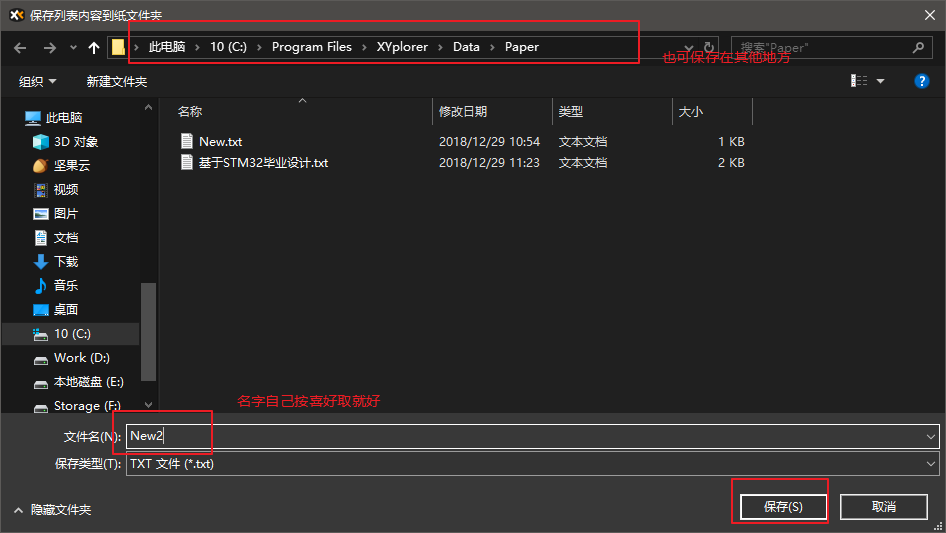 保存列表内容到纸文件夹
此电脑 10 (C:) Program Files XYplorer Data Paper
搜索"Paper"
也可保存在其他地方
组织 新建文件夹
名称 修改日期 类型 大小
New.txt 2018/12/29 10:54 文本文档 1 KB
基于STM32毕业设计.txt 2018/12/29 11:23 文本文档 2 KB
此电脑
3D 对象
坚果云
视频
图片
文档
下载
音乐
桌面
10 (C:)
Work (D:)
本地磁盘 (E:)
Storage (F:)
名字自己按喜好取就好
文件名(N): New2
保存类型(T): TXT 文件 (*.txt)
隐藏文件夹
保存(S) 取消